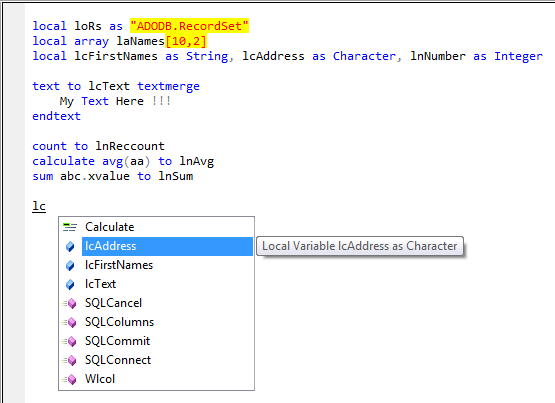 local loRs as "ADODB.RecordSet"
local array laNames[10,2]
local lcFirstNames as String, lcAddress as Character, lnNumber as Integer
text to lcText textmerge
My Text Here !!!
endtext
count to lnReccount
calculate avg(aa) to lnAvg
sum abc.xvalue to lnSum
lc
Calculate
lcAddress Local Variable lcAddress as Character
lcFirstNames
lcText
SQLCancel
SQLColumns
SQLCommit
SQLConnect
Wlcol